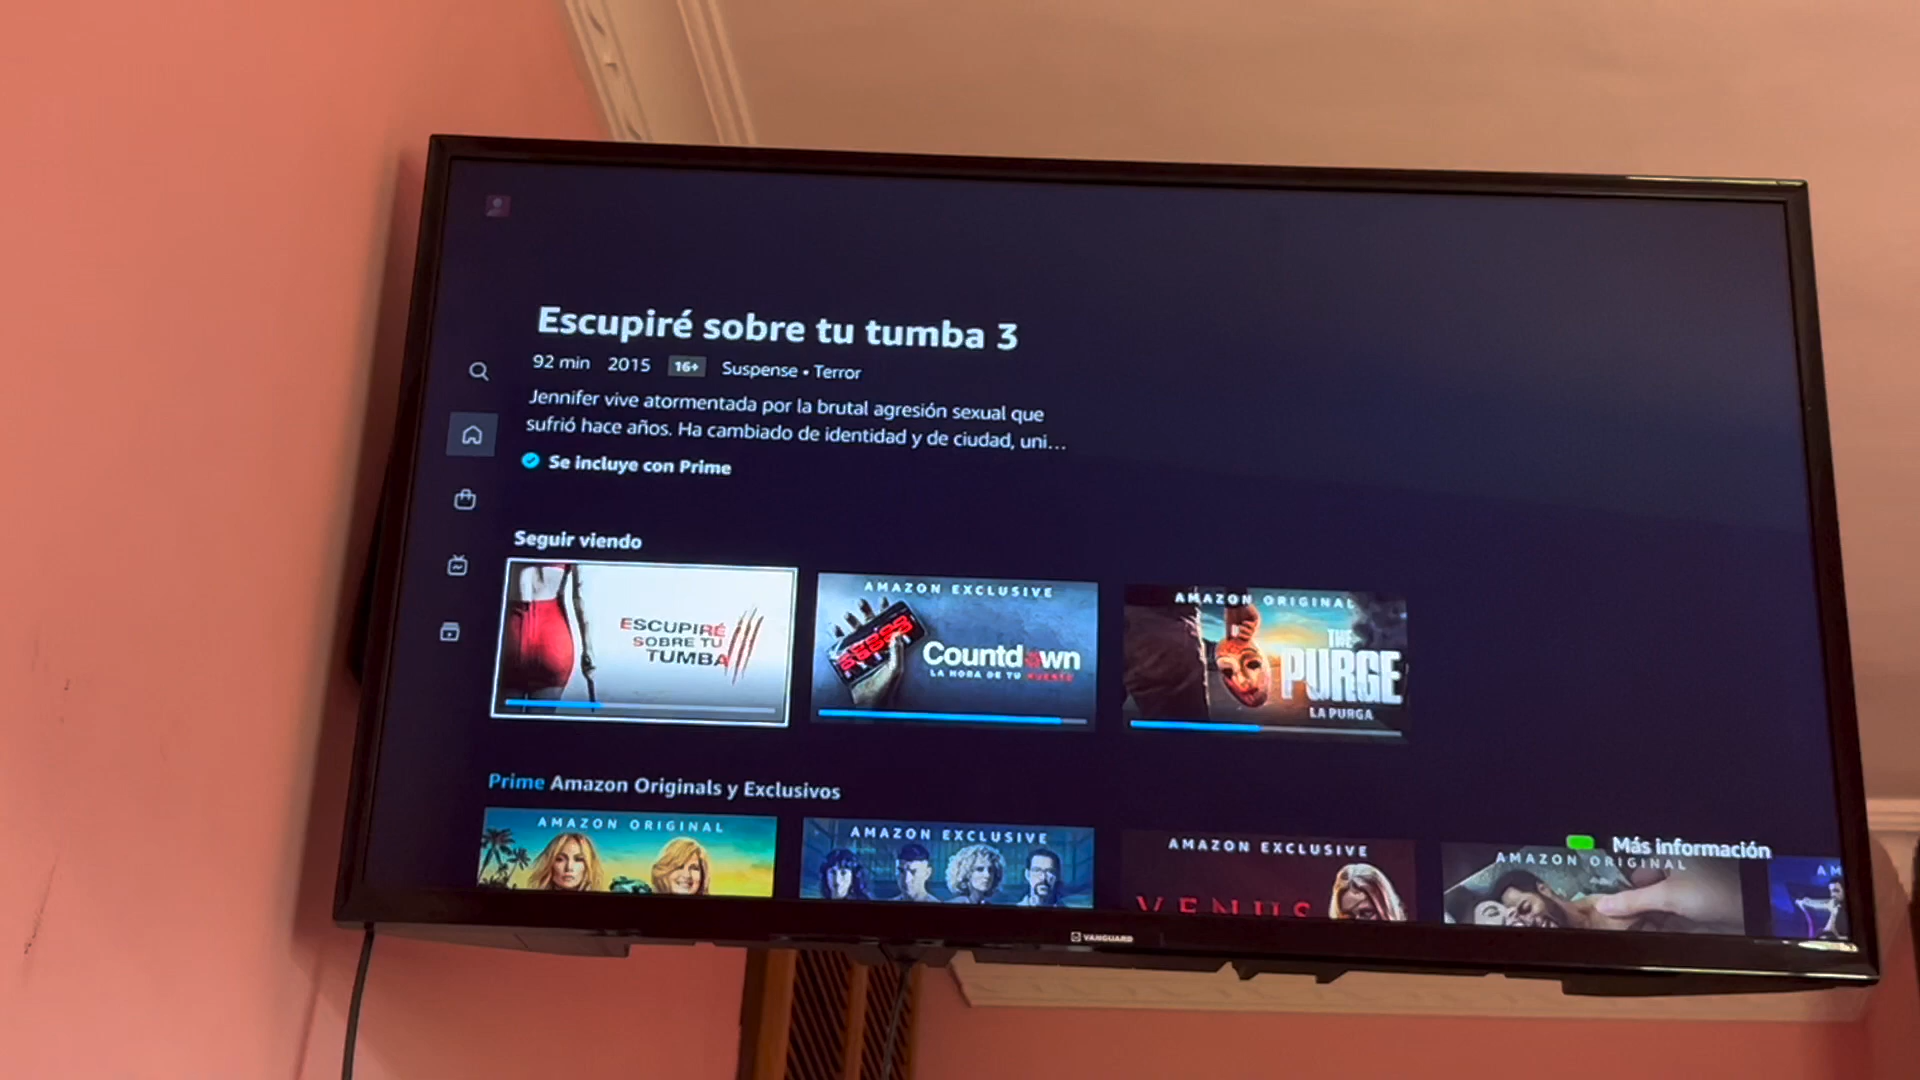 Escupiré sobre tu tumba 3
92 min 2015 16+ Suspense • Terror
Jennifer vive atormentada por la brutal agresión sexual que
sufrió hace años. Ha cambiado de identidad y de ciudad, uni...
Se incluye con Prime
Seguir viendo
ESCUPIRÉ
SOBRE TU
TUMBA
AMAZON EXCLUSIVE
Countdown
LA HORA DE TU MUERTE
AMAZON ORIGINAL
THE
PURGE
LA PURGA
Prime Amazon Originals y Exclusivos
AMAZON ORIGINAL
AMAZON EXCLUSIVE
AMAZON EXCLUSIVE
VENUS
Más información
AMAZON ORIGINAL
AM
VANGUARD